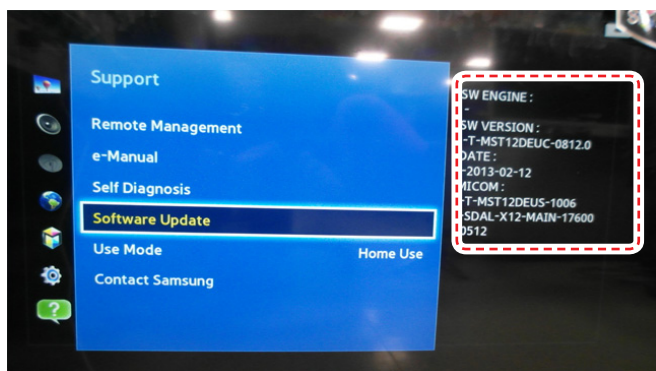 Support
Remote Management
e-Manual
Self Diagnosis
Software Update
Use Mode Home Use
Contact Samsung
SW ENGINE :
-
SW VERSION :
-T-MST12DEUC-0812.0
DATE :
-2013-02-12
MICOM :
-T-MST12DEUS-1006
-SDAL-X12-MAIN-17600
0512